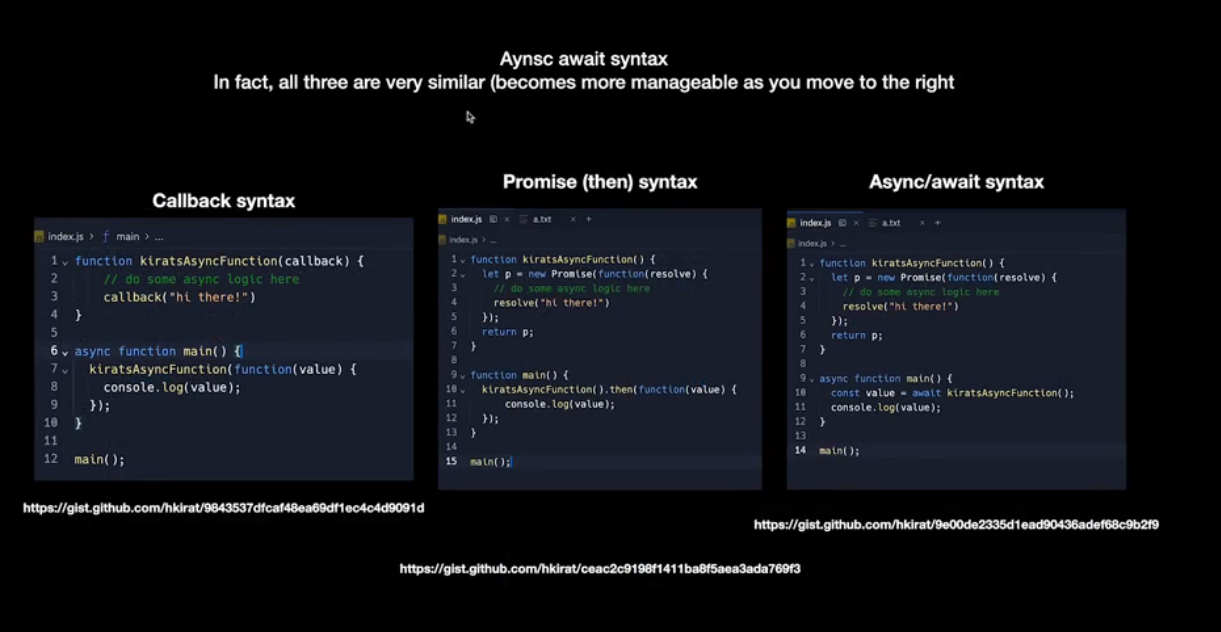 Aynsc await syntax
In fact, all three are very similar (becomes more manageable as you move to the right
Callback syntax
index.js > main > ...
1 function kiratsAsyncFunction(callback) {
2 // do some async logic here
3 callback("hi there!")
4 }
5
6 async function main() {
7 kiratsAsyncFunction(function(value) {
8 console.log(value);
9 });
10 }
11
12 main();
https://gist.github.com/hkirat/9843537dfcaf48ea69df1ec4c4d9091d
Promise (then) syntax
index.js × a.txt × +
index.js > ...
1 function kiratsAsyncFunction() {
2 let p = new Promise(function(resolve) {
3 // do some async logic here
4 resolve("hi there!")
5 });
6 return p;
7 }
8
9 function main() {
10 kiratsAsyncFunction().then(function(value) {
11 console.log(value);
12 });
13 }
14
15 main();
https://gist.github.com/hkirat/ceac2c9198f1411ba8f5aea3ada769f3
Async/await syntax
index.js × a.txt × +
index.js > ...
1 function kiratsAsyncFunction() {
2 let p = new Promise(function(resolve) {
3 // do some async logic here
4 resolve("hi there!")
5 });
6 return p;
7 }
8
9 async function main() {
10 const value = await kiratsAsyncFunction();
11 console.log(value);
12 }
13
14 main();
https://gist.github.com/hkirat/9e00de2335d1ead90436adef68c9b2f9